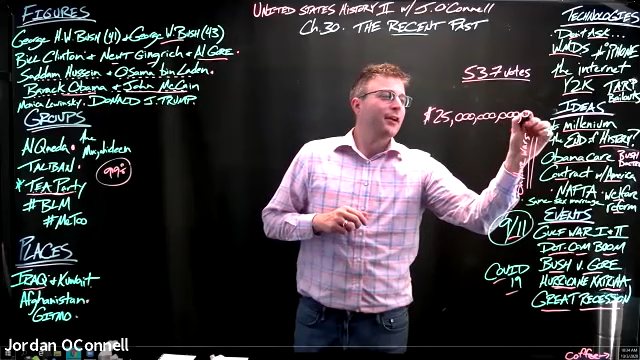 FIGURES
George H.W. BUSH (41) & George W. BUSH (43)
Bill Clinton & Newt Gingrich & Al GORE.
Saddam Hussein & Osama bin Laden.
Barack Obama & John McCain
Monica Lewinsky. DONALD J. TRUMP.
GROUPS
Al Qaeda. the Mujahideen
TALIBAN.
99%
* TEA Party
#BLM
#MeToo
PLACES
IRAQ & Kuwait
Afghanistan.
GITMO.
UNITED STATES HISTORY II w/ J. O'CONNELL
Ch. 30. THE RECENT PAST
537 votes
$25,000,000,000
9/11
COVID
19
TECHNOLOGIES
Don't Ask...
WMDs iPHONE
the internet
Y2K TARP
Bailouts
IDEAS
millenium
the END of HISTORY?
Obamacare BUSH
Contract w/ America
NAFTA welfare
same-sex marriage reform
EVENTS
GULF WAR I & II
DOT.COM BOOM
BUSH v. GORE
HURRICANE KATRINA
GREAT RECESSION
coffee →
Jordan OConnell